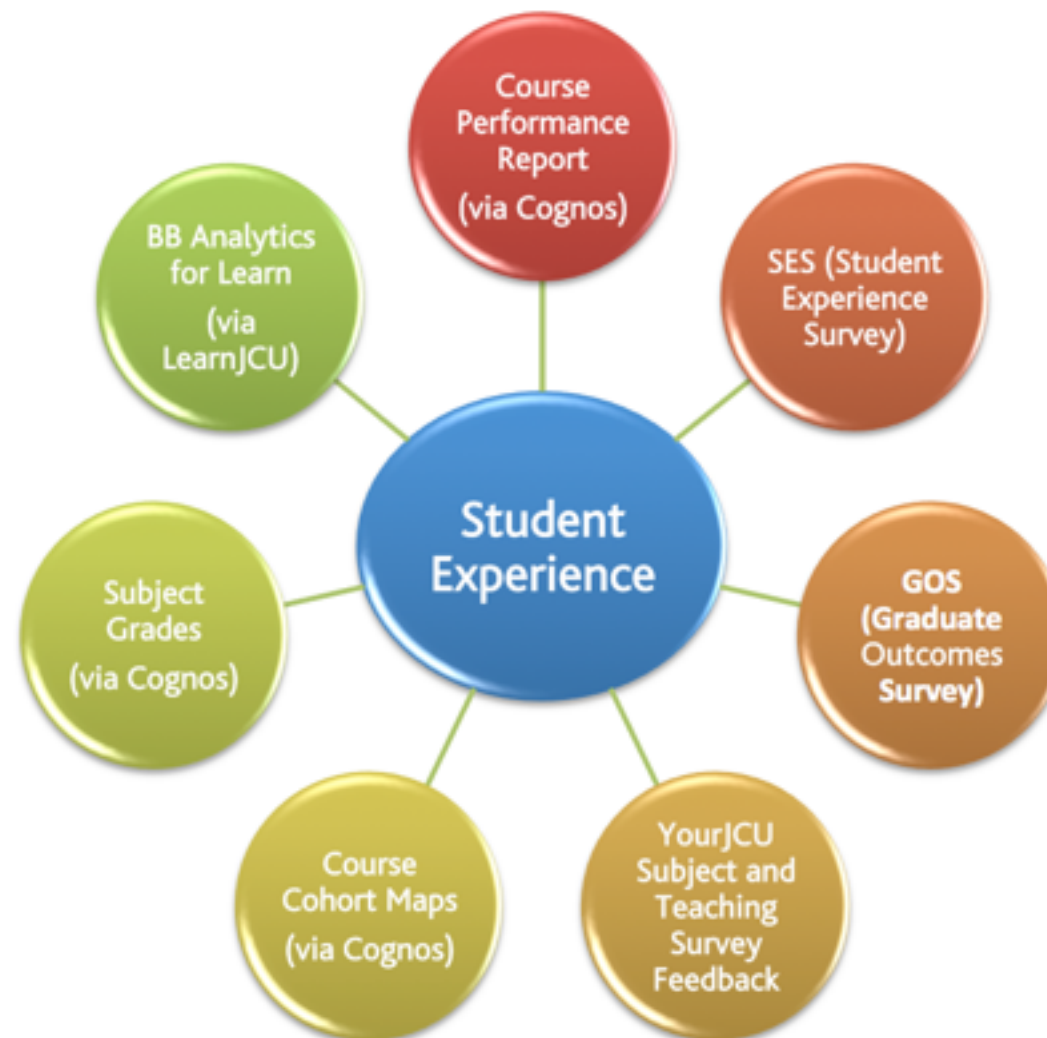 Course
Performance
Report
(via Cognos)
SES (Student
Experience
Survey)
GOS
(Graduate
Outcomes
Survey)
YourJCU
Subject and
Teaching
Survey
Feedback
Course
Cohort Maps
(via Cognos)
Subject
Grades
(via Cognos)
BB Analytics
for Learn
(via
LearnJCU)
Student
Experience